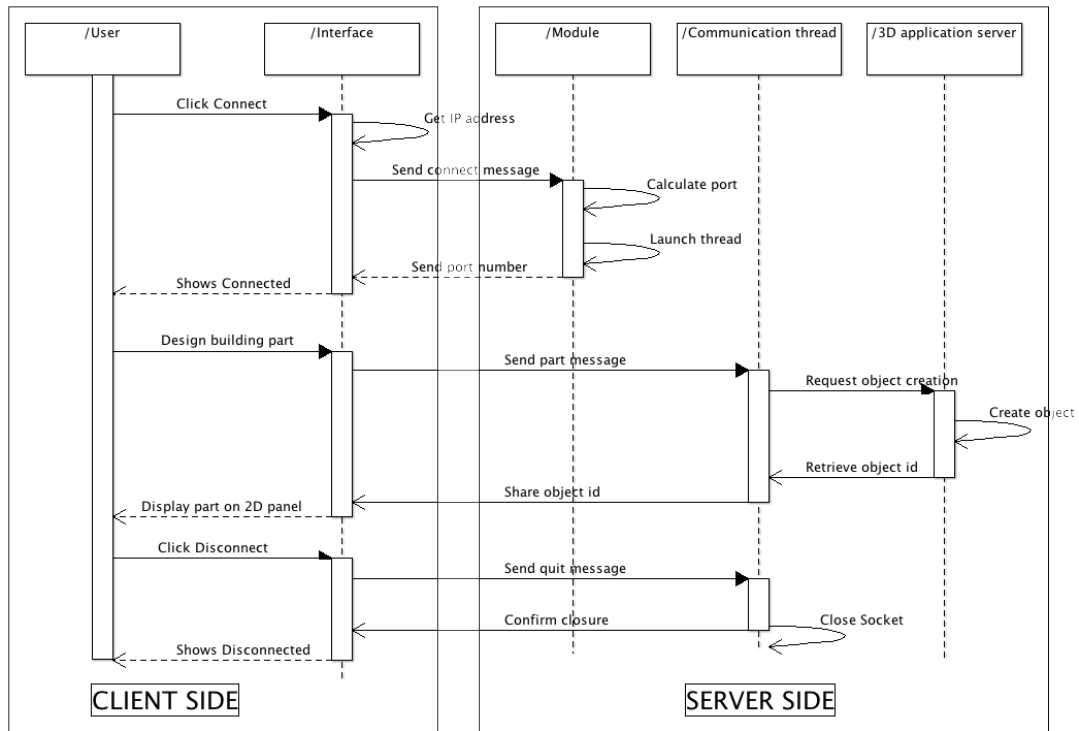 /User
/Interface
/Module
/Communication thread
/3D application server
Click Connect
Get IP address
Send connect message
Calculate port
Launch thread
Send port number
Shows Connected
Design building part
Send part message
Request object creation
Create object
Retrieve object id
Share object id
Display part on 2D panel
Click Disconnect
Send quit message
Confirm closure
Close Socket
Shows Disconnected
CLIENT SIDE
SERVER SIDE